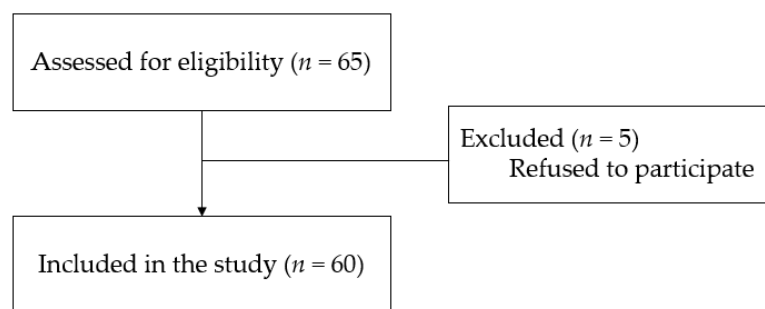 Assessed for eligibility (n = 65)
Excluded (n = 5)
Refused to participate
Included in the study (n = 60)